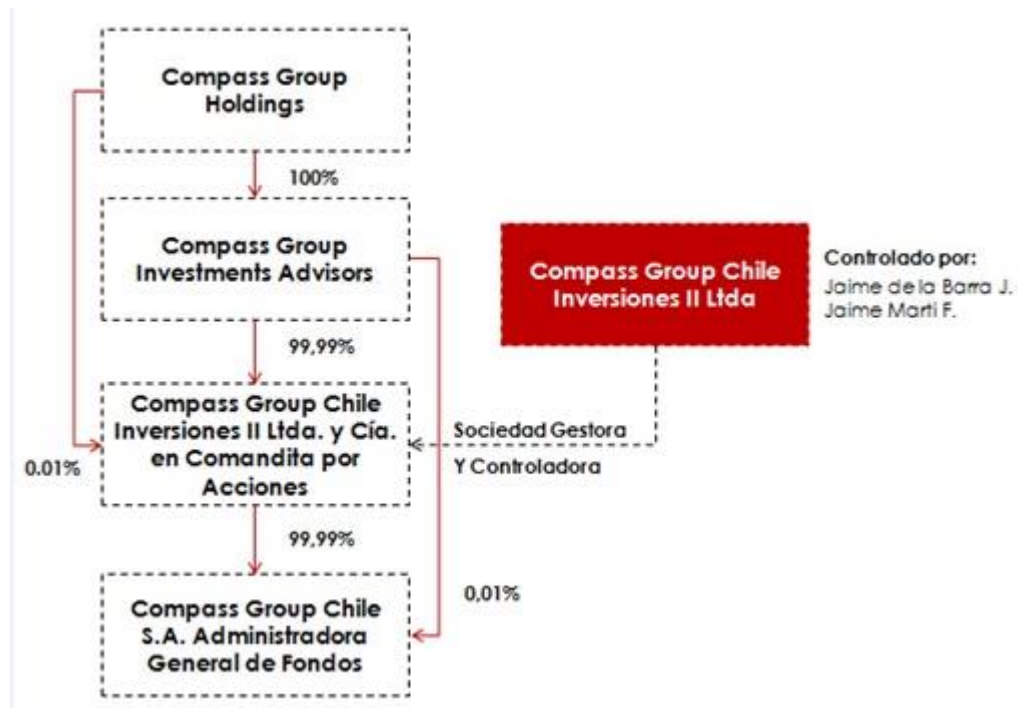 Compass Group
Holdings
100%
Compass Group
Investments Advisors
Compass Group Chile
Inversiones II Ltda
Controlado por:
Jaime de la Barra J.
Jaime Marti F.
99,99%
Compass Group Chile
Inversiones II Ltda. y Cía.
en Comandita por
Acciones
0.01%
Sociedad Gestora
Y Controladora
99,99%
0,01%
Compass Group Chile
S.A. Administradora
General de Fondos